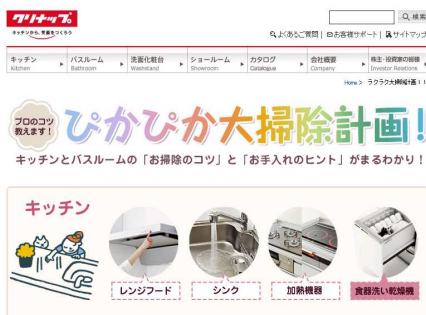 クリナップ
キッチンから、笑顔をつくろう
検索
よくあるご質問 | お客様サポート | サイトマップ
キッチン バスルーム 洗面化粧台 ショールーム カタログ 会社概要 株主・投資家の皆様
Kitchen Bathroom Washstand Showroom Catalogue Company Investor Relations
Home > ラクラク大掃除計画!
プロのコツ
教えます!
ぴかぴか大掃除計画!
キッチンとバスルームの「お掃除のコツ」と「お手入れのヒント」がまるわかり!
キッチン
レンジフード シンク 加熱機器 食器洗い乾燥機